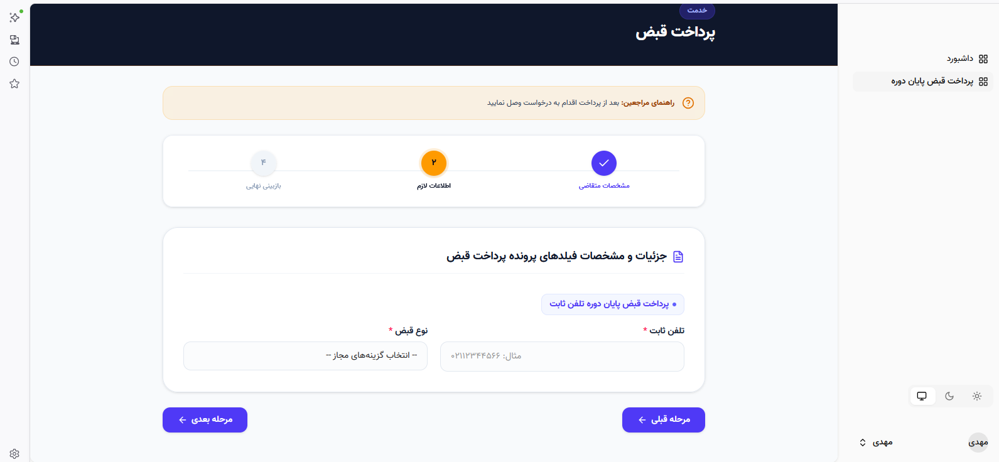 خدمت
پرداخت قبض
داشبورد
پرداخت قبض پایان دوره
راهنمای مراجعین: بعد از پرداخت اقدام به درخواست وصل نمایید
۲
۴
مشخصات متقاضی
اطلاعات لازم
بازبینی نهایی
جزئیات و مشخصات فیلدهای پرونده پرداخت قبض
پرداخت قبض پایان دوره تلفن ثابت
تلفن ثابت *
نوع قبض *
مثال: ۰۲۱۱۲۳۴۴۵۶۶
-- انتخاب گزینه‌های مجاز --
مرحله قبلی
مرحله بعدی
مهدی
مهدی